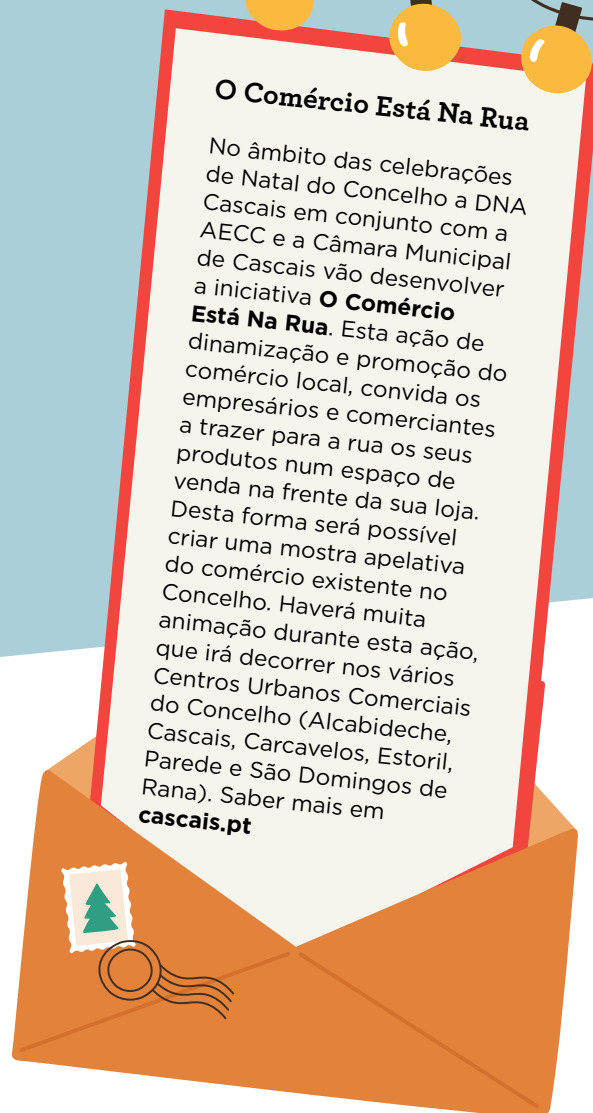 O Comércio Está Na Rua
No âmbito das celebrações
de Natal do Concelho a DNA
Cascais em conjunto com a
AECC e a Câmara Municipal
de Cascais vão desenvolver
a iniciativa O Comércio
Está Na Rua. Esta ação de
dinamização e promoção do
comércio local, convida os
empresários e comerciantes
a trazer para a rua os seus
produtos num espaço de
venda na frente da sua loja.
Desta forma será possível
criar uma mostra apelativa
do comércio existente no
Concelho. Haverá muita
animação durante esta ação,
que irá decorrer nos vários
Centros Urbanos Comerciais
do Concelho (Alcabideche,
Cascais, Carcavelos, Estoril,
Parede e São Domingos de
Rana). Saber mais em
cascais.pt